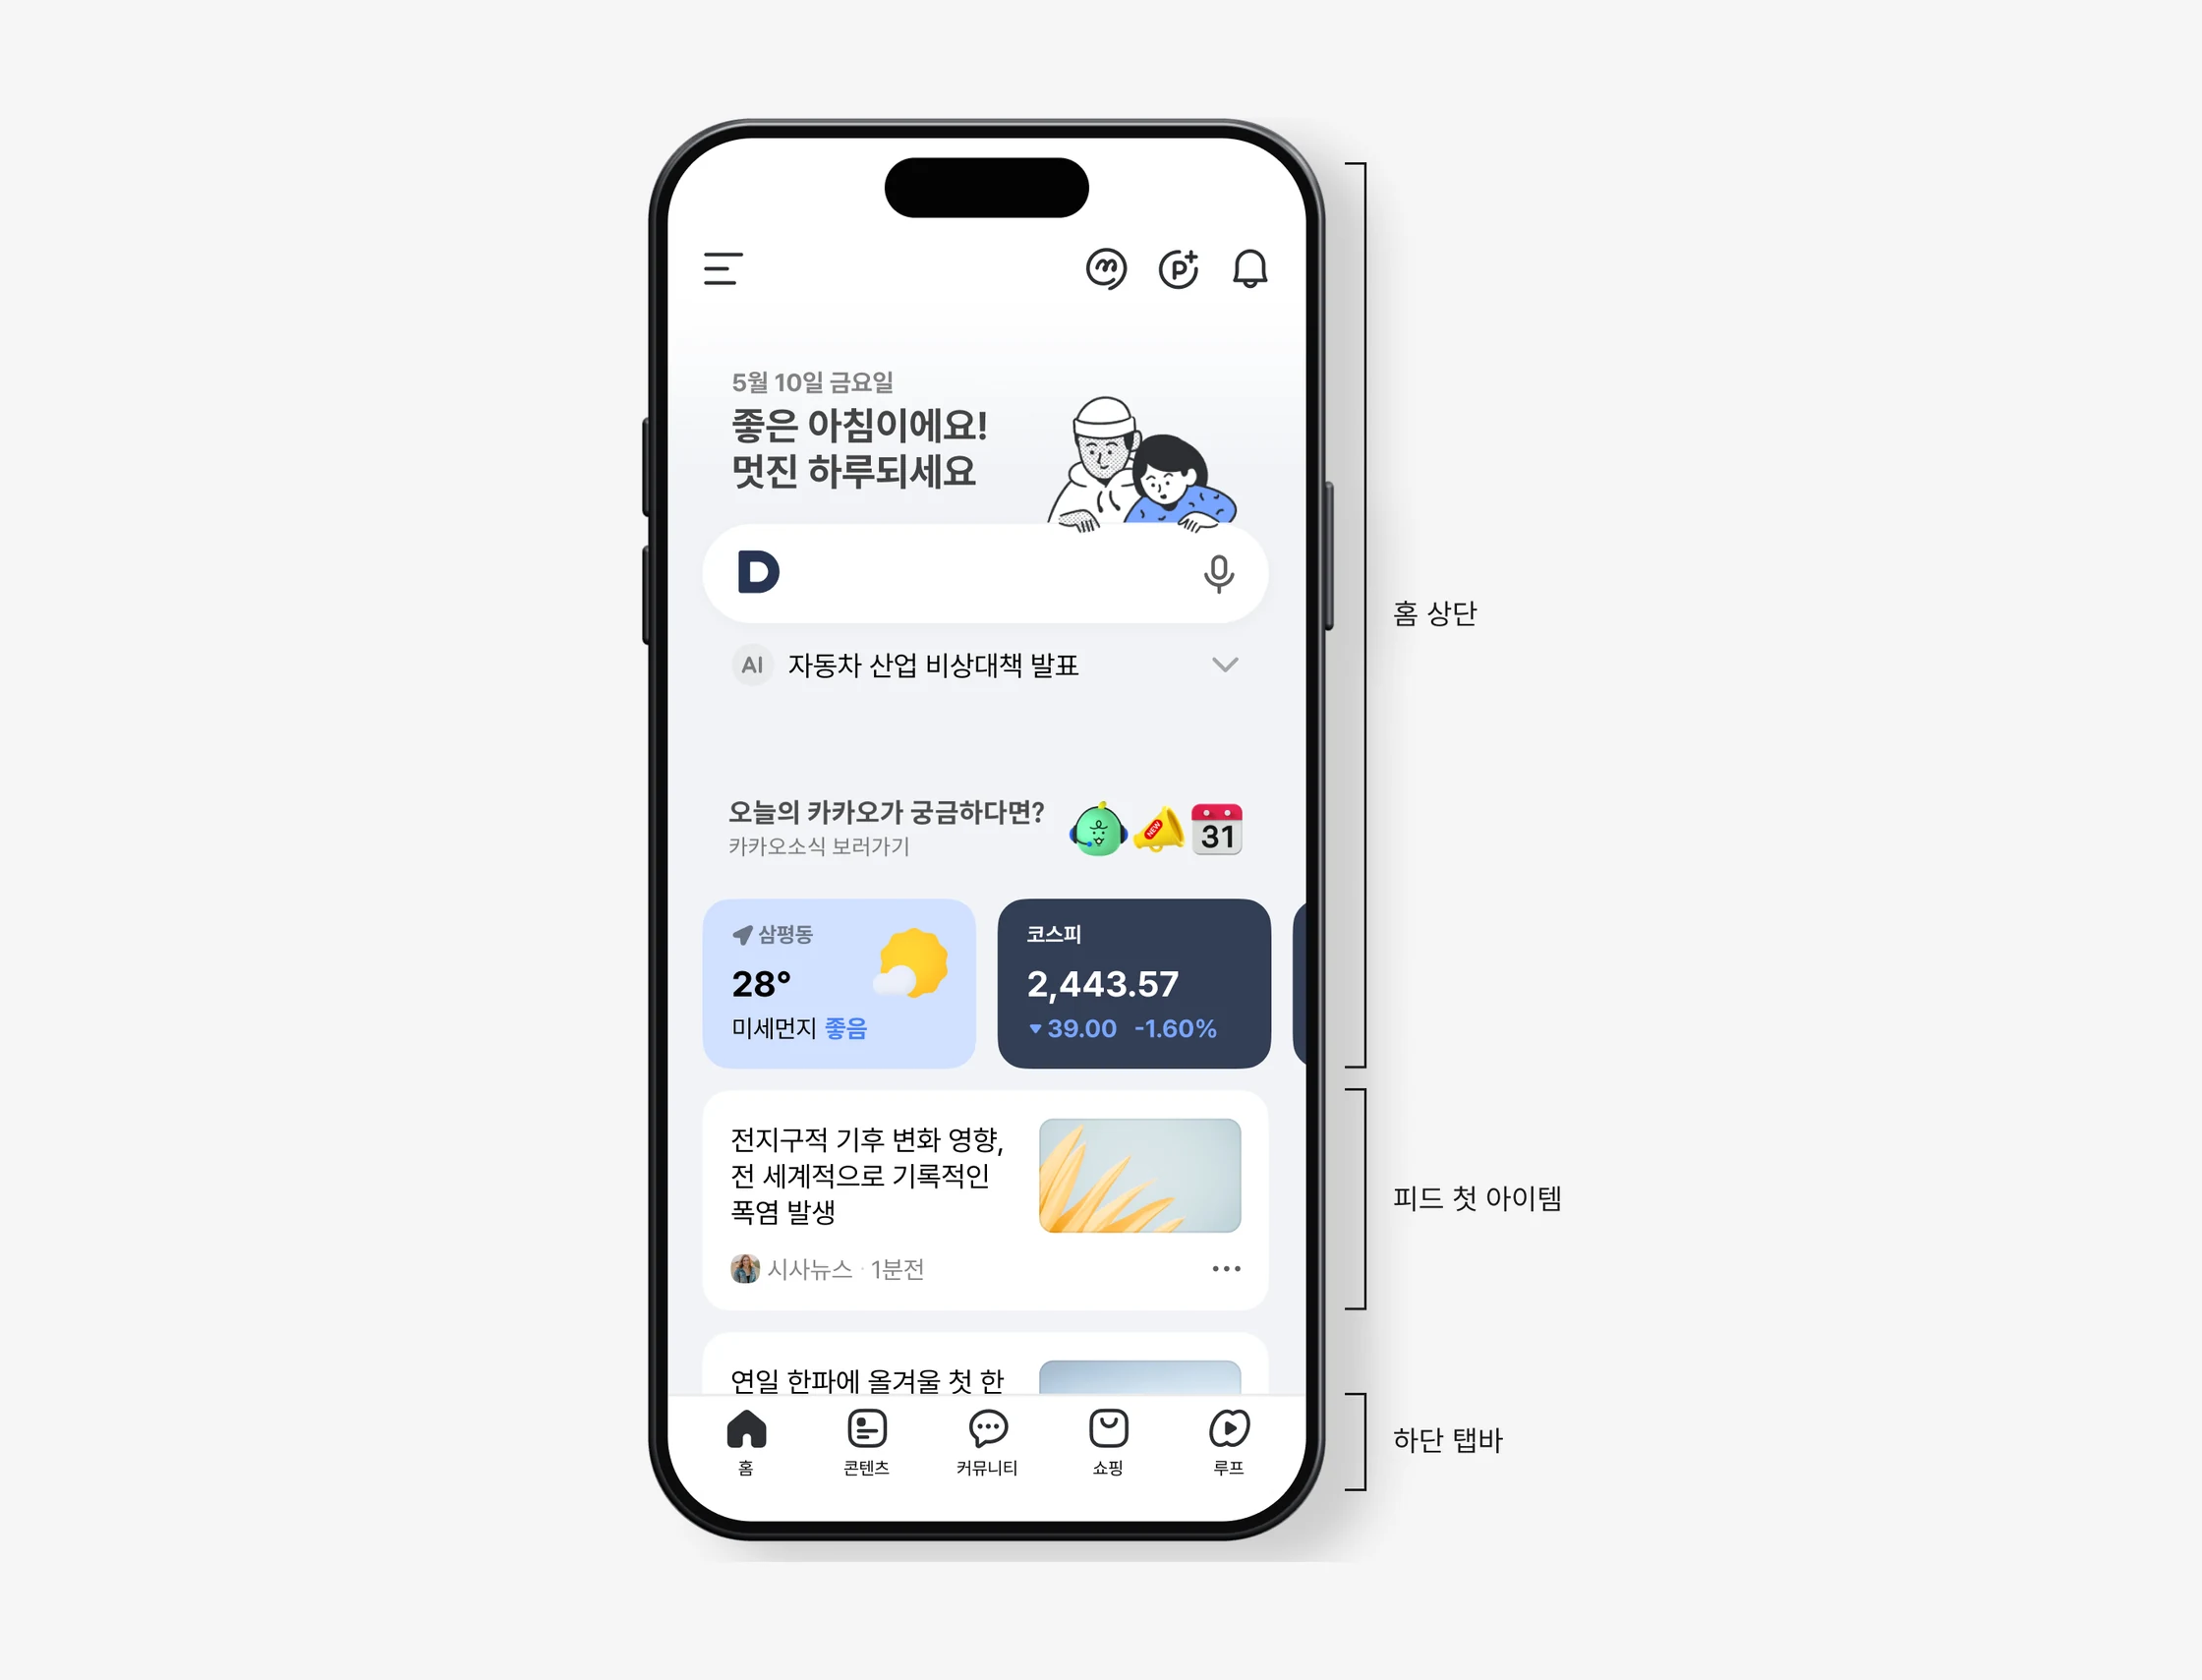 5월 10일 금요일
좋은 아침이에요!
멋진 하루되세요
D
AI 자동차 산업 비상대책 발표
오늘의 카카오가 궁금하다면?
카카오소식 보러가기
NEW
31
삼평동
28°
미세먼지 좋음
코스피
2,443.57
▼39.00 -1.60%
전지구적 기후 변화 영향,
전 세계적으로 기록적인
폭염 발생
시사뉴스 · 1분전
연일 한파에 올겨울 첫 한
홈 콘텐츠 커뮤니티 쇼핑 루프
홈 상단
피드 첫 아이템
하단 탭바